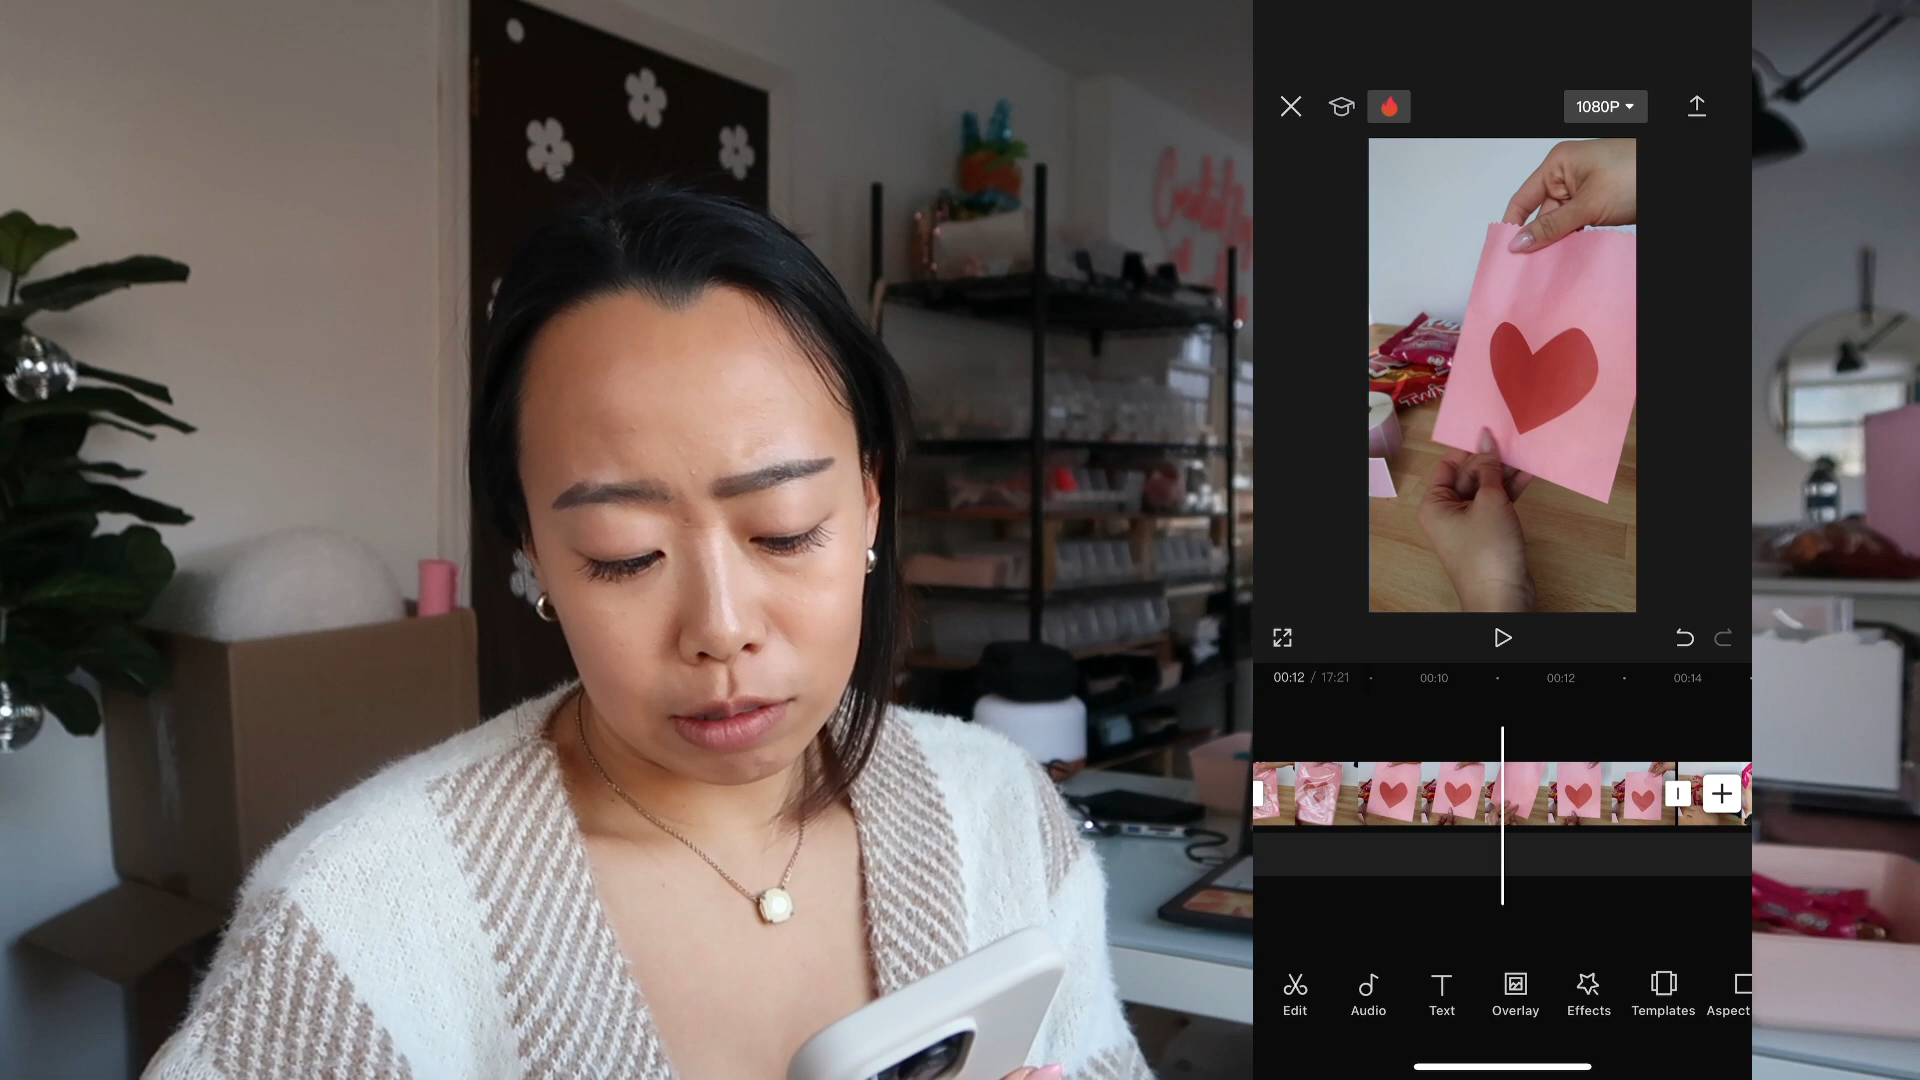 1080P
00:12 / 17:21
00:10
00:12
00:14
Edit
Audio
Text
Overlay
Effects
Templates
Aspect